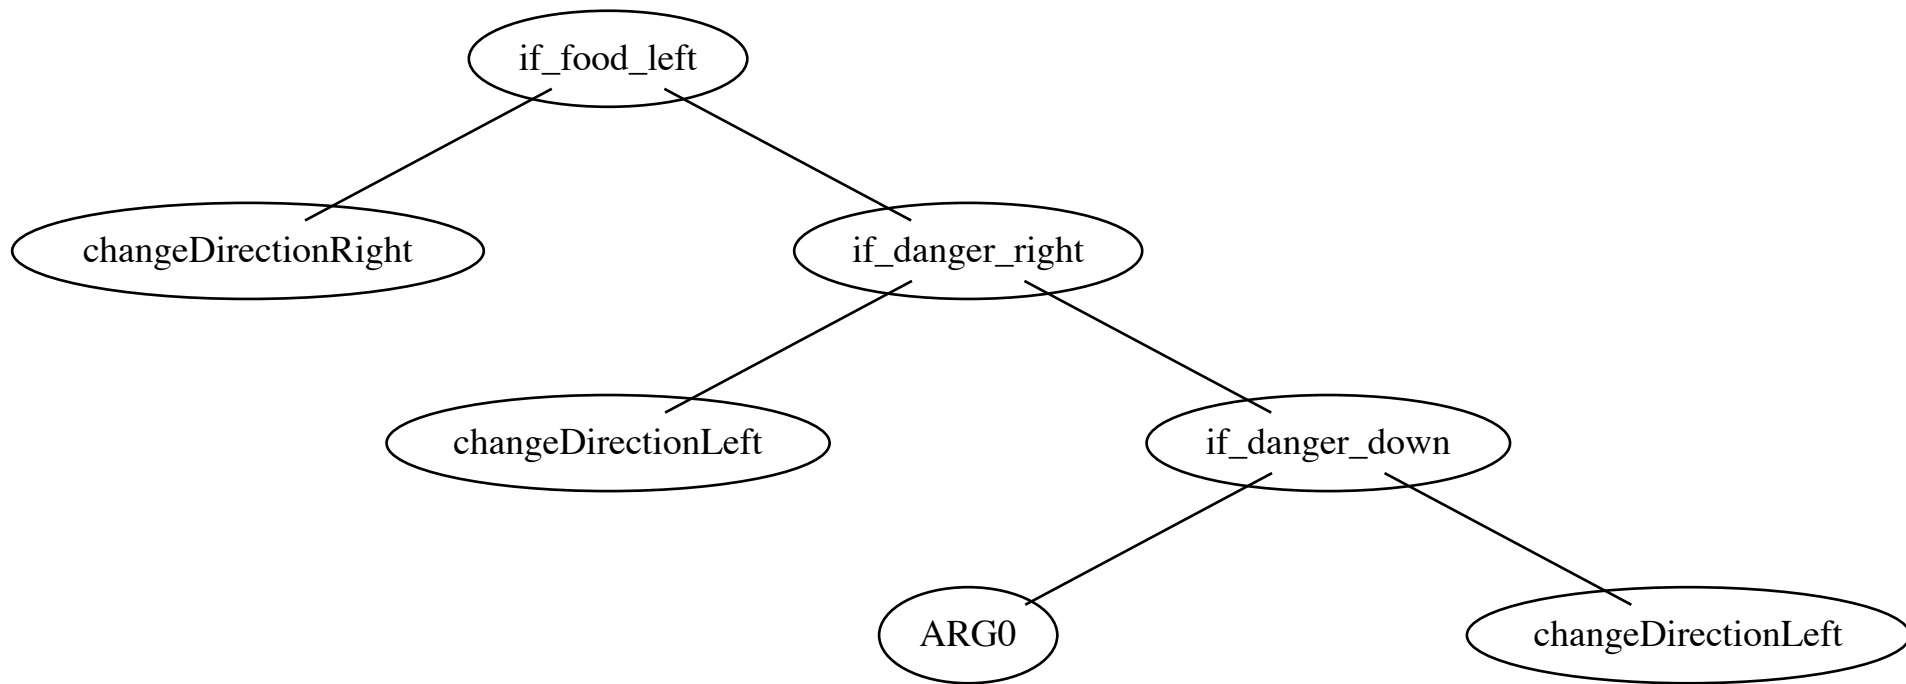 if_food_left
changeDirectionRight
if_danger_right
changeDirectionLeft
if_danger_down
ARG0
changeDirectionLeft